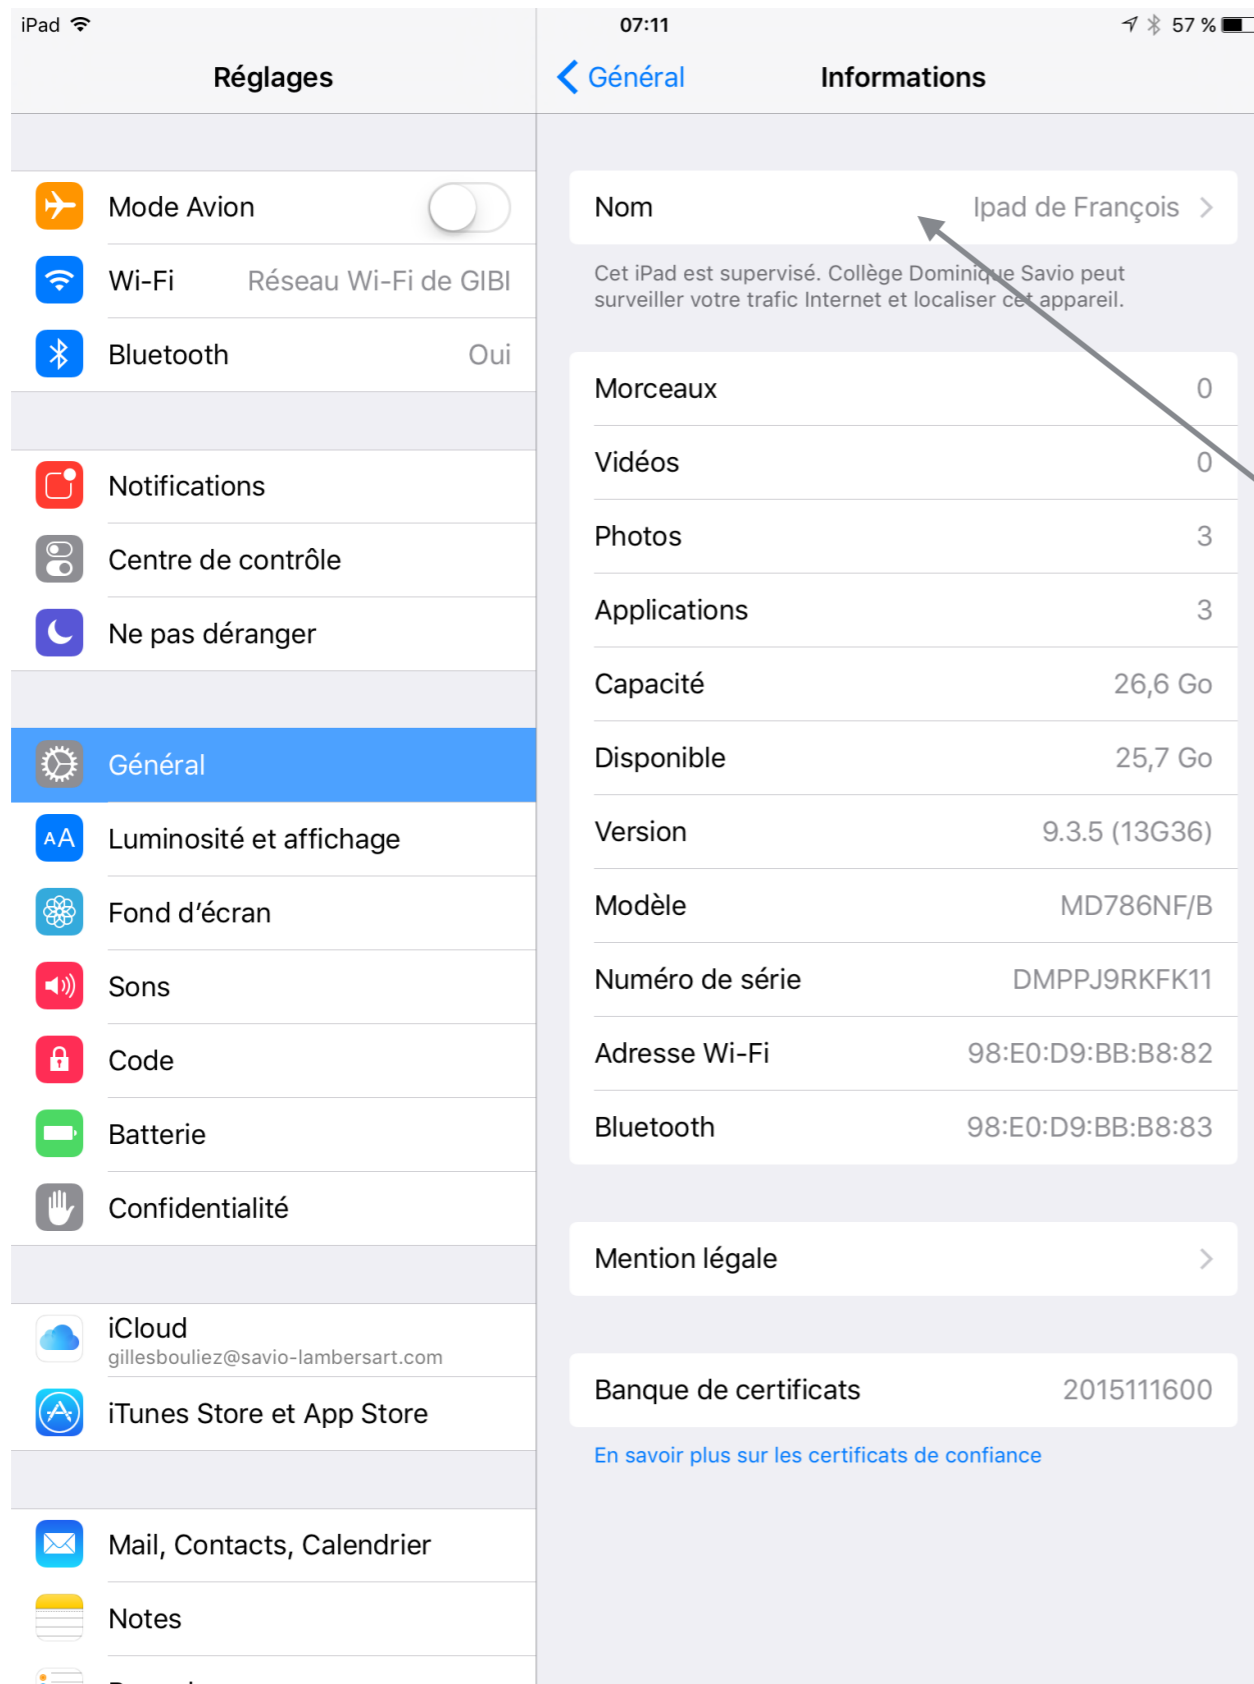 iPad
07:11
57 %
Réglages
Général
Informations
Mode Avion
Wi-Fi Réseau Wi-Fi de GIBI
Bluetooth Oui
Notifications
Centre de contrôle
Ne pas déranger
Général
Luminosité et affichage
AA
Fond d’écran
Sons
Code
Batterie
Confidentialité
iCloud
gillesbouliez@savio-lambersart.com
iTunes Store et App Store
Mail, Contacts, Calendrier
Notes
Nom Ipad de François
Cet iPad est supervisé. Collège Dominique Savio peut
surveiller votre trafic Internet et localiser cet appareil.
Morceaux 0
Vidéos 0
Photos 3
Applications 3
Capacité 26,6 Go
Disponible 25,7 Go
Version 9.3.5 (13G36)
Modèle MD786NF/B
Numéro de série DMPPJ9RKFK11
Adresse Wi-Fi 98:E0:D9:BB:B8:82
Bluetooth 98:E0:D9:BB:B8:83
Mention légale
Banque de certificats 2015111600
En savoir plus sur les certificats de confiance